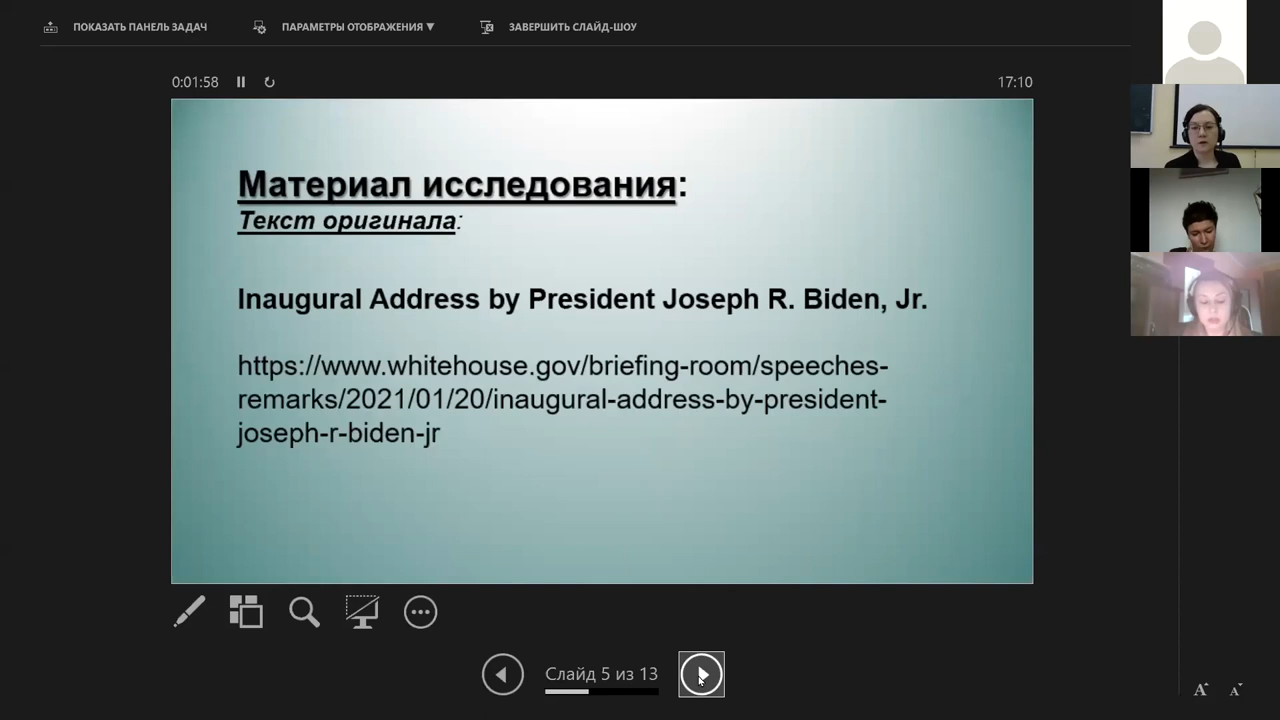 ПОКАЗАТЬ ПАНЕЛЬ ЗАДАЧ
ПАРАМЕТРЫ ОТОБРАЖЕНИЯ ▼
ЗАВЕРШИТЬ СЛАЙД-ШОУ
0:01:58
17:10
Материал исследования:
Текст оригинала:
Inaugural Address by President Joseph R. Biden, Jr.
https://www.whitehouse.gov/briefing-room/speeches-
remarks/2021/01/20/inaugural-address-by-president-
joseph-r-biden-jr
Слайд 5 из 13
A A